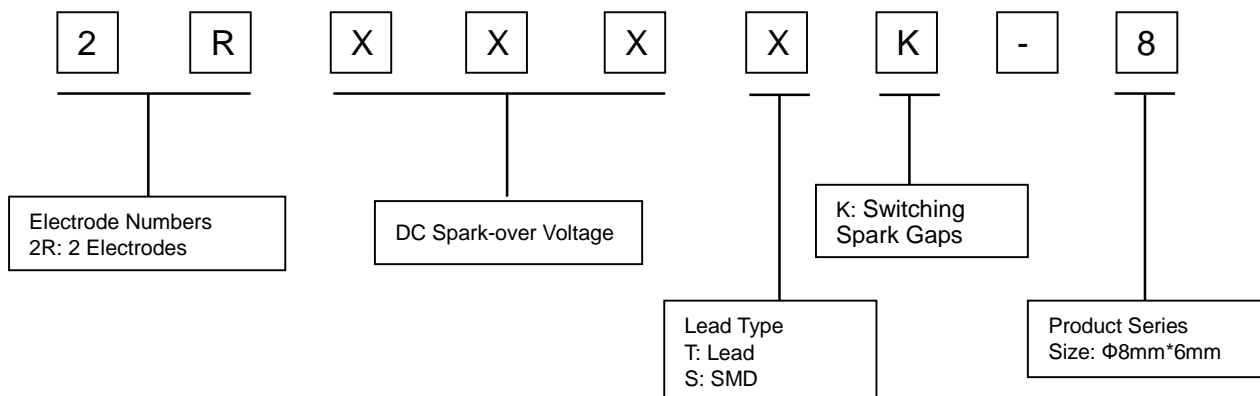 2 R X X X X K - 8
Electrode Numbers
2R: 2 Electrodes
DC Spark-over Voltage
K: Switching
Spark Gaps
Lead Type
T: Lead
S: SMD
Product Series
Size: Φ8mm*6mm